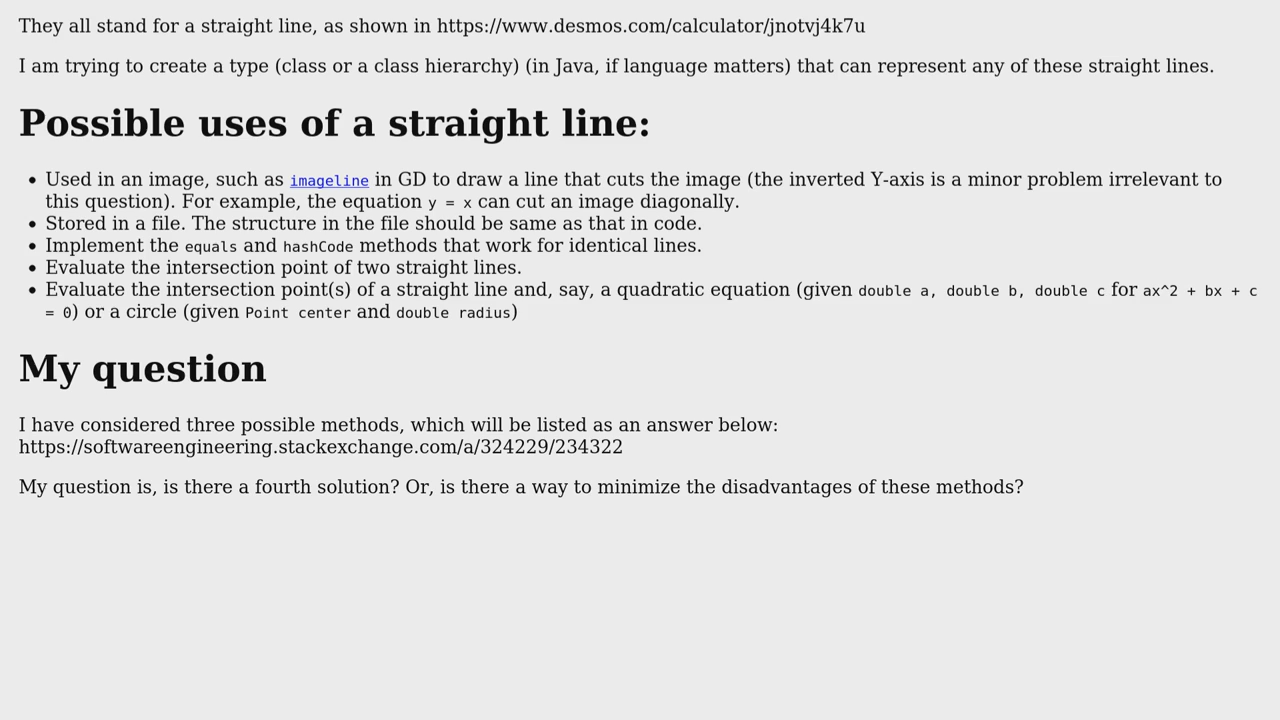 They all stand for a straight line, as shown in https://www.desmos.com/calculator/jnotvj4k7u
I am trying to create a type (class or a class hierarchy) (in Java, if language matters) that can represent any of these straight lines.
Possible uses of a straight line:
• Used in an image, such as imageline in GD to draw a line that cuts the image (the inverted Y-axis is a minor problem irrelevant to
this question). For example, the equation y = x can cut an image diagonally.
• Stored in a file. The structure in the file should be same as that in code.
• Implement the equals and hashCode methods that work for identical lines.
• Evaluate the intersection point of two straight lines.
• Evaluate the intersection point(s) of a straight line and, say, a quadratic equation (given double a, double b, double c for ax^2 + bx + c
= 0) or a circle (given Point center and double radius)
My question
I have considered three possible methods, which will be listed as an answer below:
https://softwareengineering.stackexchange.com/a/324229/234322
My question is, is there a fourth solution? Or, is there a way to minimize the disadvantages of these methods?